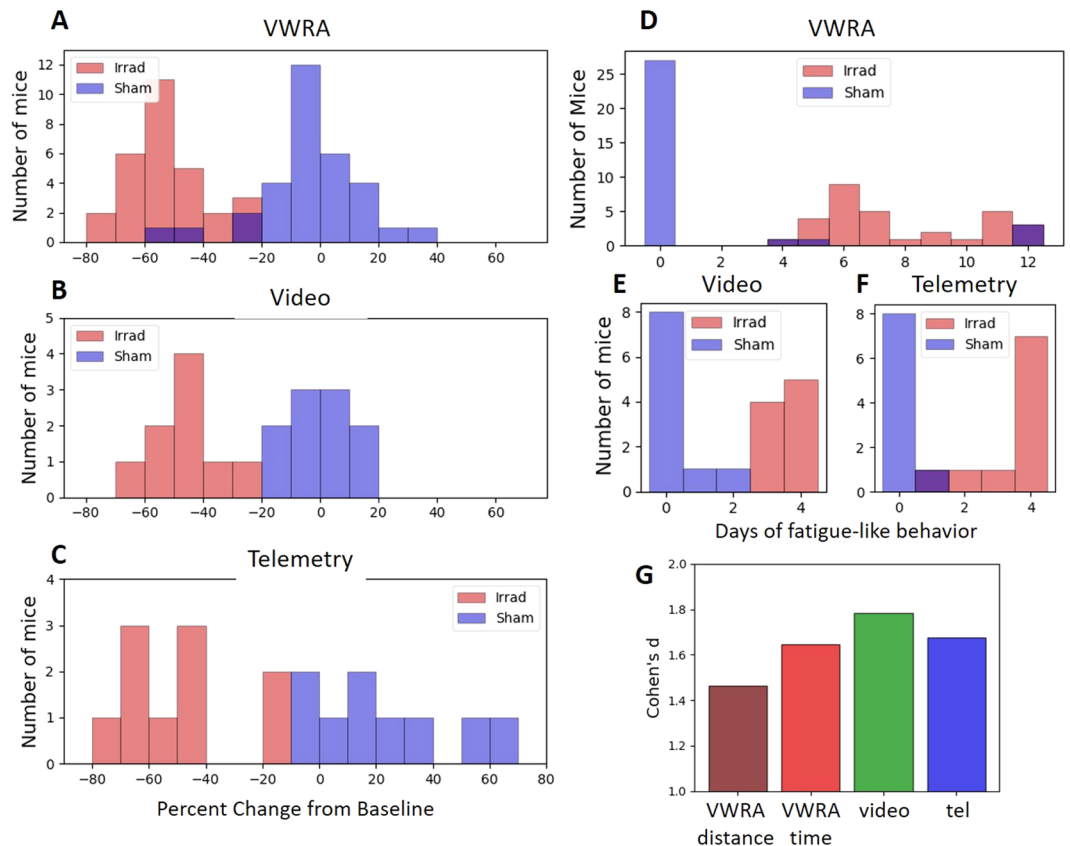 A
VWRA
Number of mice
Irrad
Sham
12
10
8
6
4
2
0
−80 −60 −40 −20 0 20 40 60
B
Video
Number of mice
Irrad
Sham
5
4
3
2
1
0
−80 −60 −40 −20 0 20 40 60
C
Telemetry
Number of mice
Irrad
Sham
4
3
2
1
0
−80 −60 −40 −20 0 20 40 60 80
Percent Change from Baseline
D
VWRA
Number of Mice
Irrad
Sham
25
20
15
10
5
0
0 2 4 6 8 10 12
E
Video
Number of mice
Irrad
Sham
8
6
4
2
0
0 2 4
F
Telemetry
Irrad
Sham
8
6
4
2
0
0 2 4
Days of fatigue-like behavior
G
Cohen's d
2.0
1.8
1.6
1.4
1.2
1.0
VWRA distance
VWRA time
video
tel